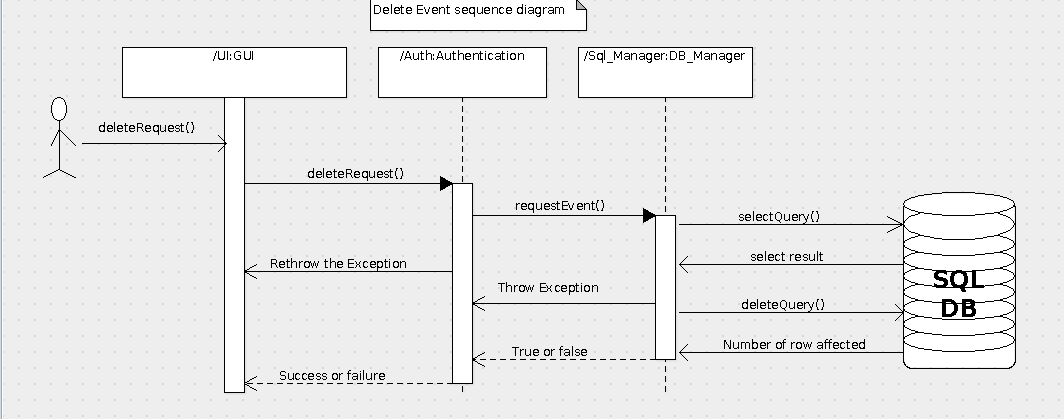 Delete Event sequence diagram
/UI:GUI
/Auth:Authentication
/Sql_Manager:DB_Manager
deleteRequest()
deleteRequest()
requestEvent()
selectQuery()
select result
Rethrow the Exception
Throw Exception
deleteQuery()
SQL
DB
True or false
Number of row affected
Success or failure